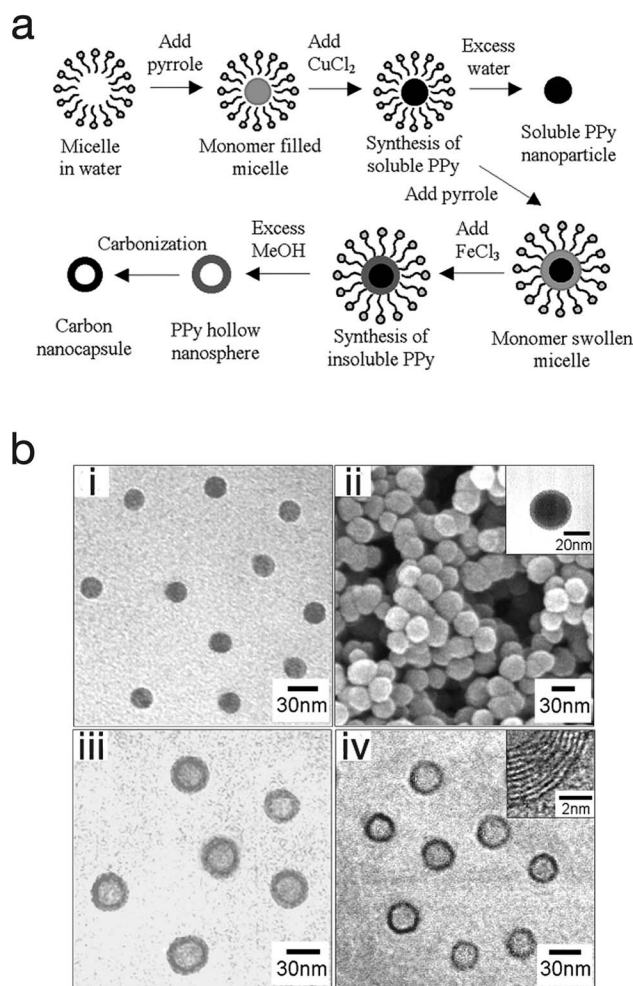 a
Add
pyrrole
Add
CuCl2
Excess
water
Micelle
in water
Monomer filled
micelle
Synthesis of
soluble PPy
Soluble PPy
nanoparticle
Add pyrrole
Carbonization
Excess
MeOH
Add
FeCl3
Carbon
nanocapsule
PPy hollow
nanosphere
Synthesis of
insoluble PPy
Monomer swollen
micelle
b
i
30nm
ii
20nm
30nm
iii
30nm
iv
2nm
30nm